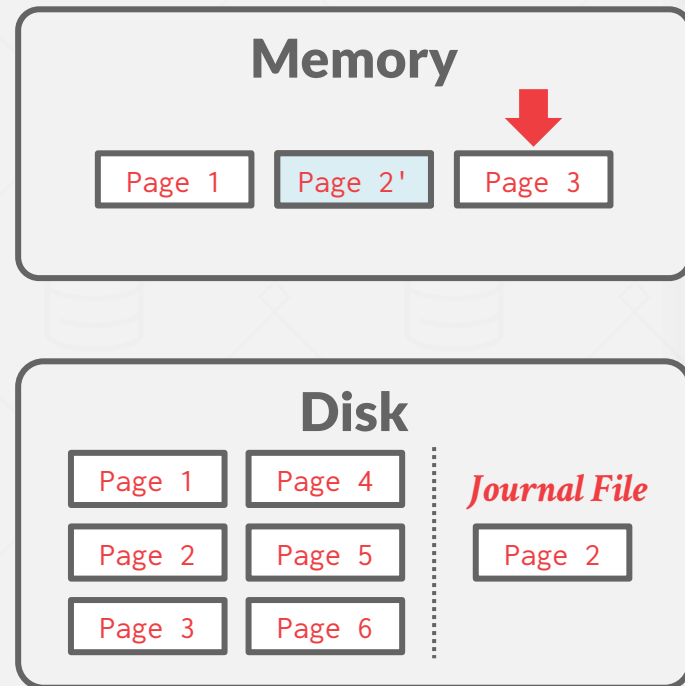 Memory
Page 1 Page 2' Page 3
Disk
Page 1 Page 4
Page 2 Page 5
Page 3 Page 6
Journal File
Page 2